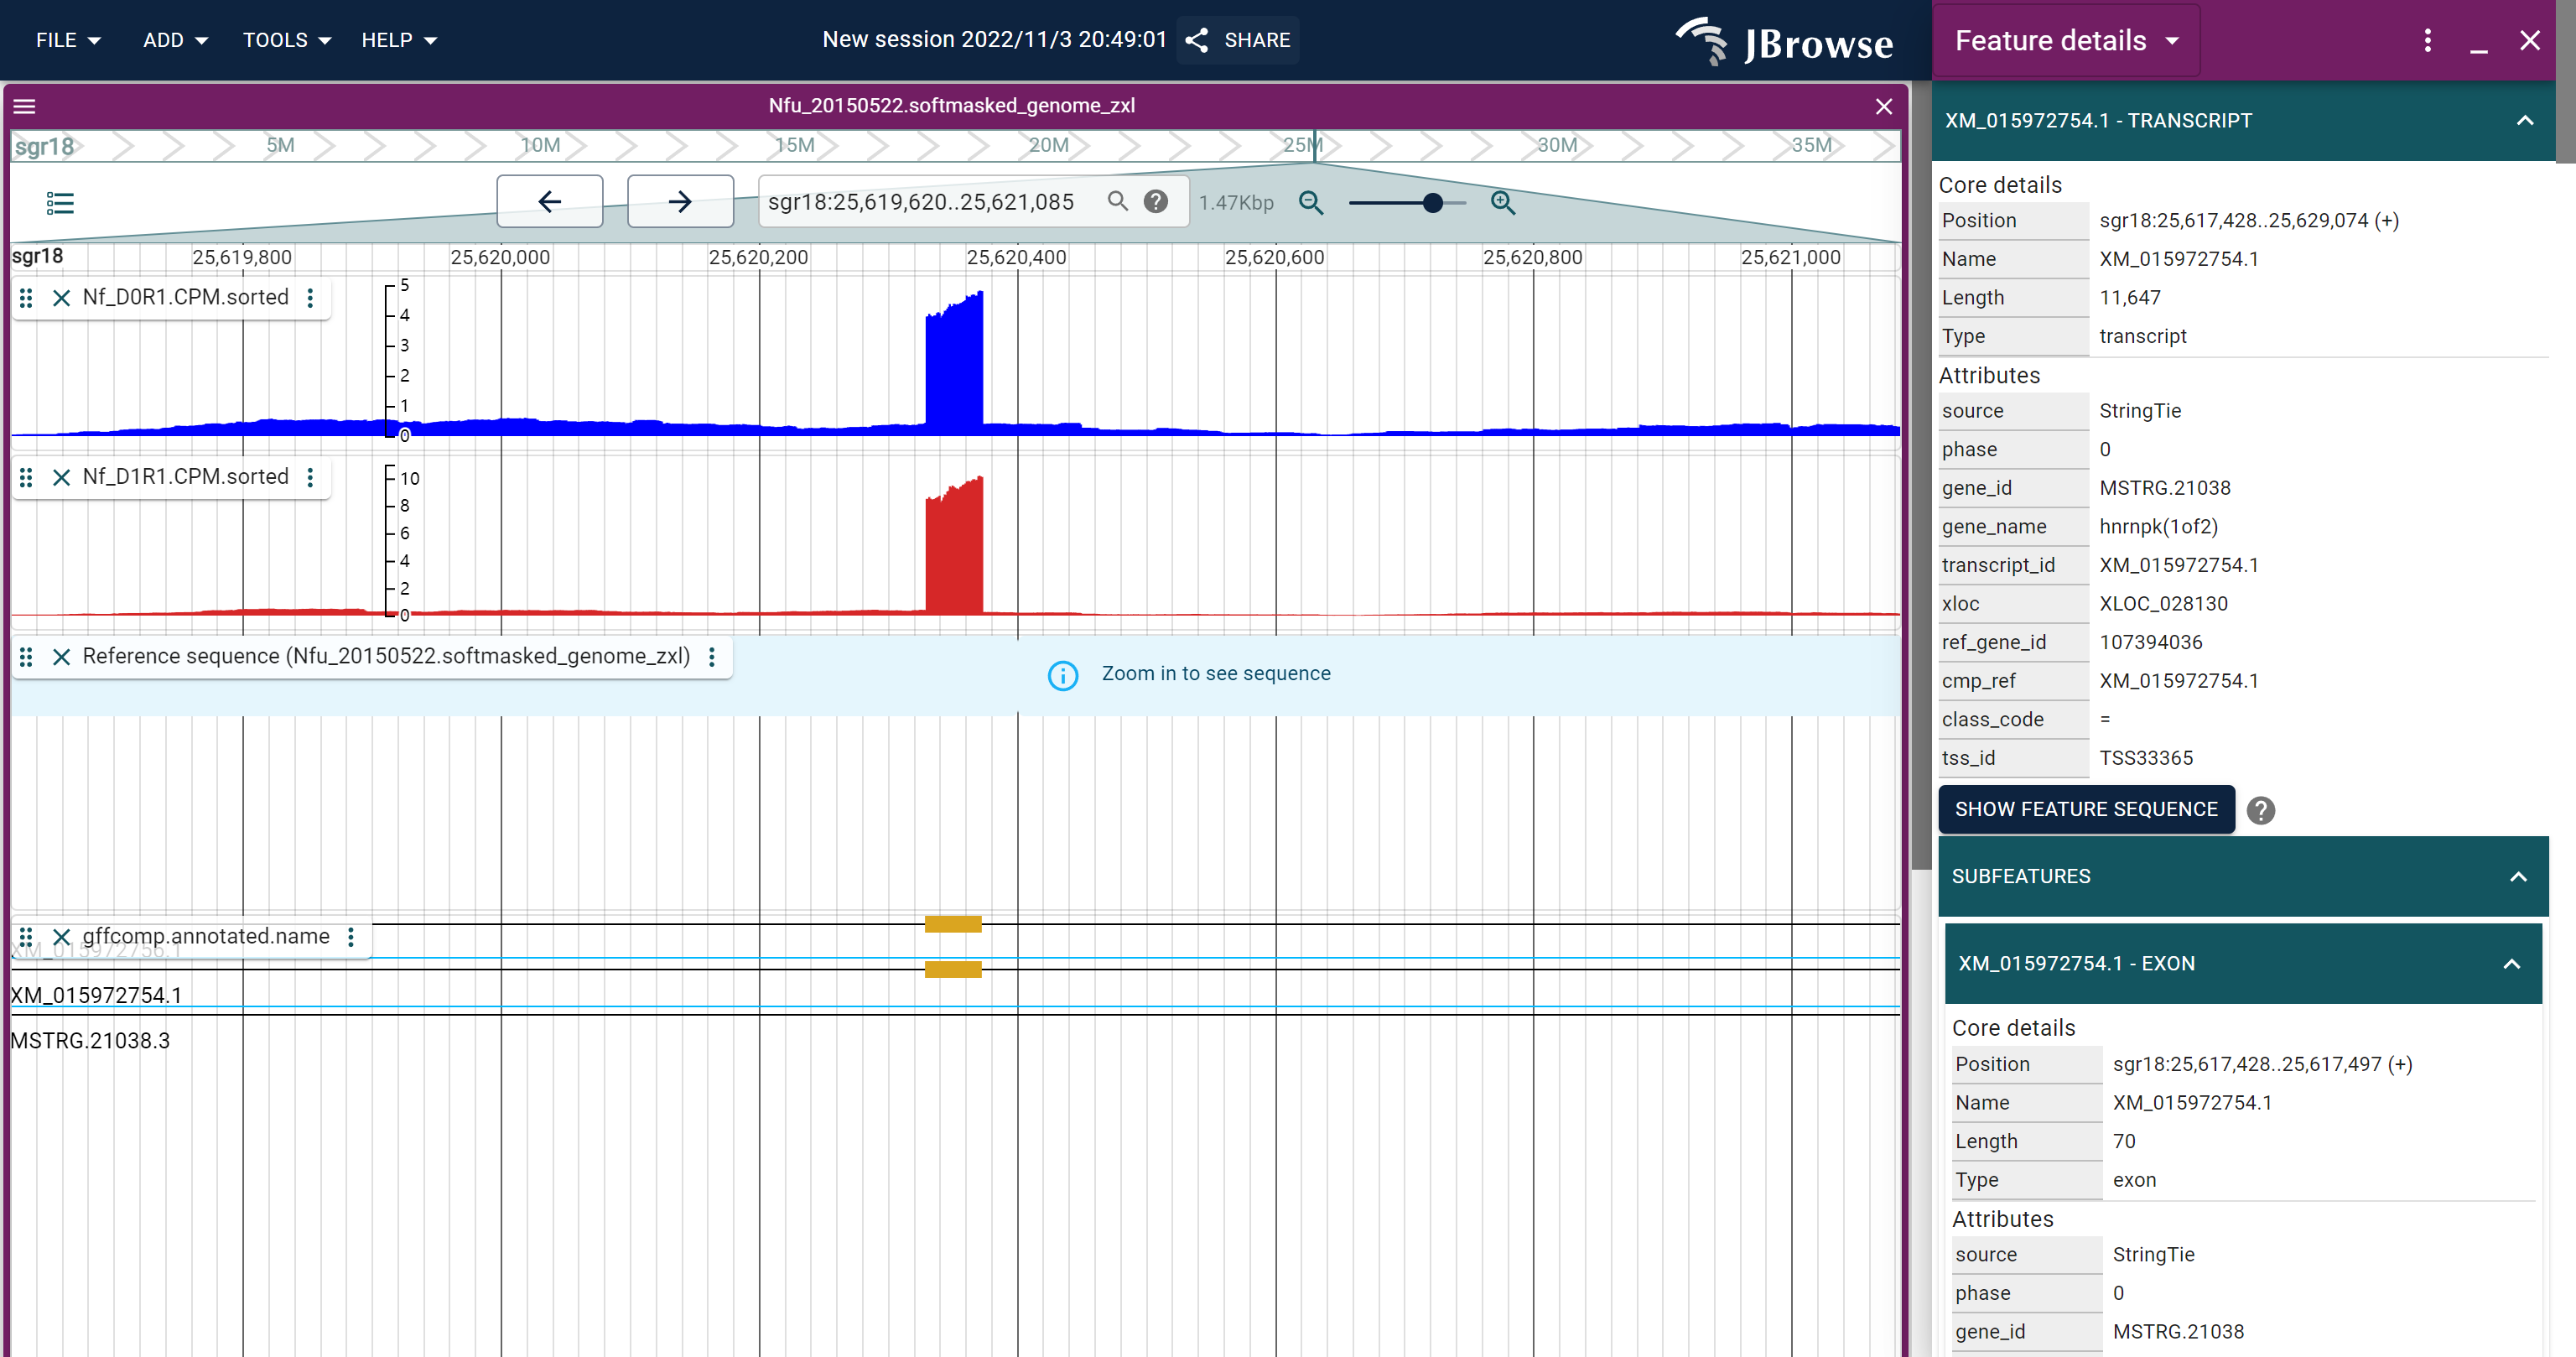 FILE ADD TOOLS HELP New session 2022/11/3 20:49:01 SHARE JBrowse
Nfu_20150522.softmasked_genome_zxl
sgr18 5M 10M 15M 20M 25M 30M 35M
sgr18:25,619,620..25,621,085 ? 1.47Kbp
sgr18 25,619,800 25,620,000 25,620,200 25,620,400 25,620,600 25,620,800 25,621,000
Nf_D0R1.CPM.sorted
5
4
3
2
1
0
Nf_D1R1.CPM.sorted
10
8
6
4
2
0
Reference sequence (Nfu_20150522.softmasked_genome_zxl)
Zoom in to see sequence
gffcomp.annotated.name
XM_015972756.1
XM_015972754.1
MSTRG.21038.3
Feature details
XM_015972754.1 - TRANSCRIPT
Core details
Position sgr18:25,617,428..25,629,074 (+)
Name XM_015972754.1
Length 11,647
Type transcript
Attributes
source StringTie
phase 0
gene_id MSTRG.21038
gene_name hnrnpk(1of2)
transcript_id XM_015972754.1
xloc XLOC_028130
ref_gene_id 107394036
cmp_ref XM_015972754.1
class_code =
tss_id TSS33365
SHOW FEATURE SEQUENCE ?
SUBFEATURES
XM_015972754.1 - EXON
Core details
Position sgr18:25,617,428..25,617,497 (+)
Name XM_015972754.1
Length 70
Type exon
Attributes
source StringTie
phase 0
gene_id MSTRG.21038